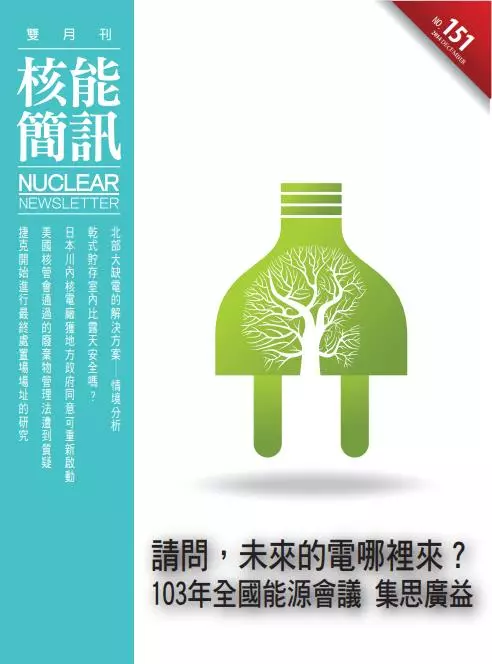 雙月刊
核能
簡訊
NUCLEAR
NEWSLETTER
NO. 151
2014 DECEMBER
北部大缺電的解決方案——情境分析
乾式貯存室內比露天安全嗎？
日本川內核電廠獲地方政府同意可重新啟動
美國核管會通過的廢棄物管理法遭到質疑
捷克開始進行最終處置場場址的研究
請問，未來的電哪裡來？
103年全國能源會議 集思廣益